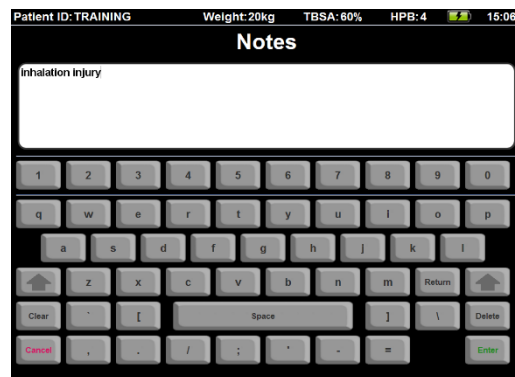 Patient ID: TRAINING Weight: 20kg TBSA: 60% HPB: 4 15:06
Notes
inhalation injury
1 2 3 4 5 6 7 8 9 0
q w e r t y u i o p
a s d f g h j k l
z x c v b n m Return
Clear ` [ Space ] \ Delete
Cancel , . / ; ' - = Enter